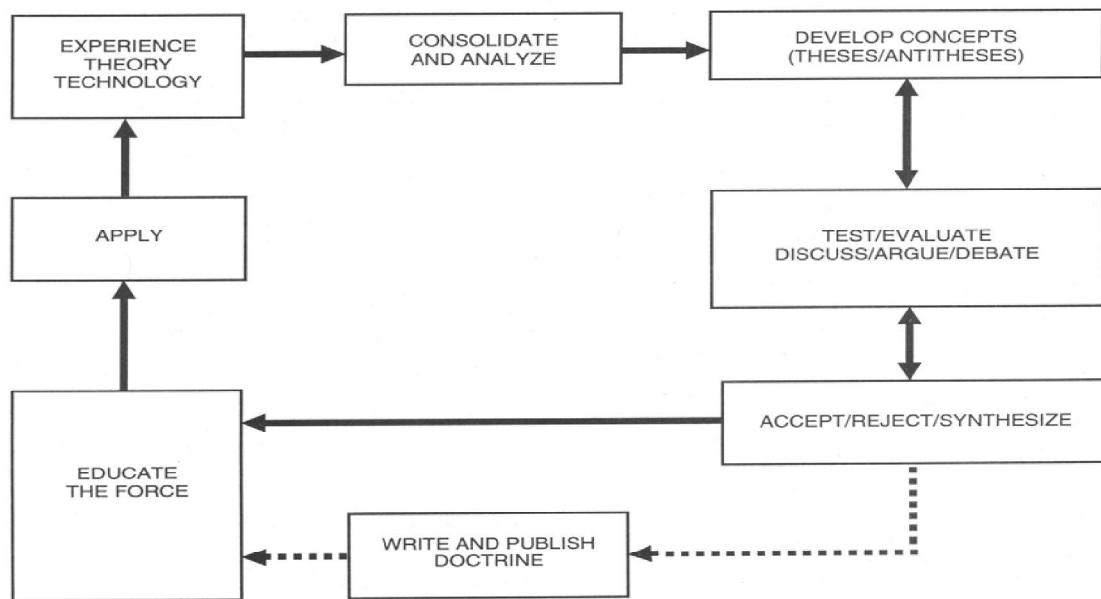 EXPERIENCE
THEORY
TECHNOLOGY
CONSOLIDATE
AND ANALYZE
DEVELOP CONCEPTS
(THESES/ANTITHESES)
APPLY
TEST/EVALUATE
DISCUSS/ARGUE/DEBATE
ACCEPT/REJECT/SYNTHESIZE
EDUCATE
THE FORCE
WRITE AND PUBLISH
DOCTRINE